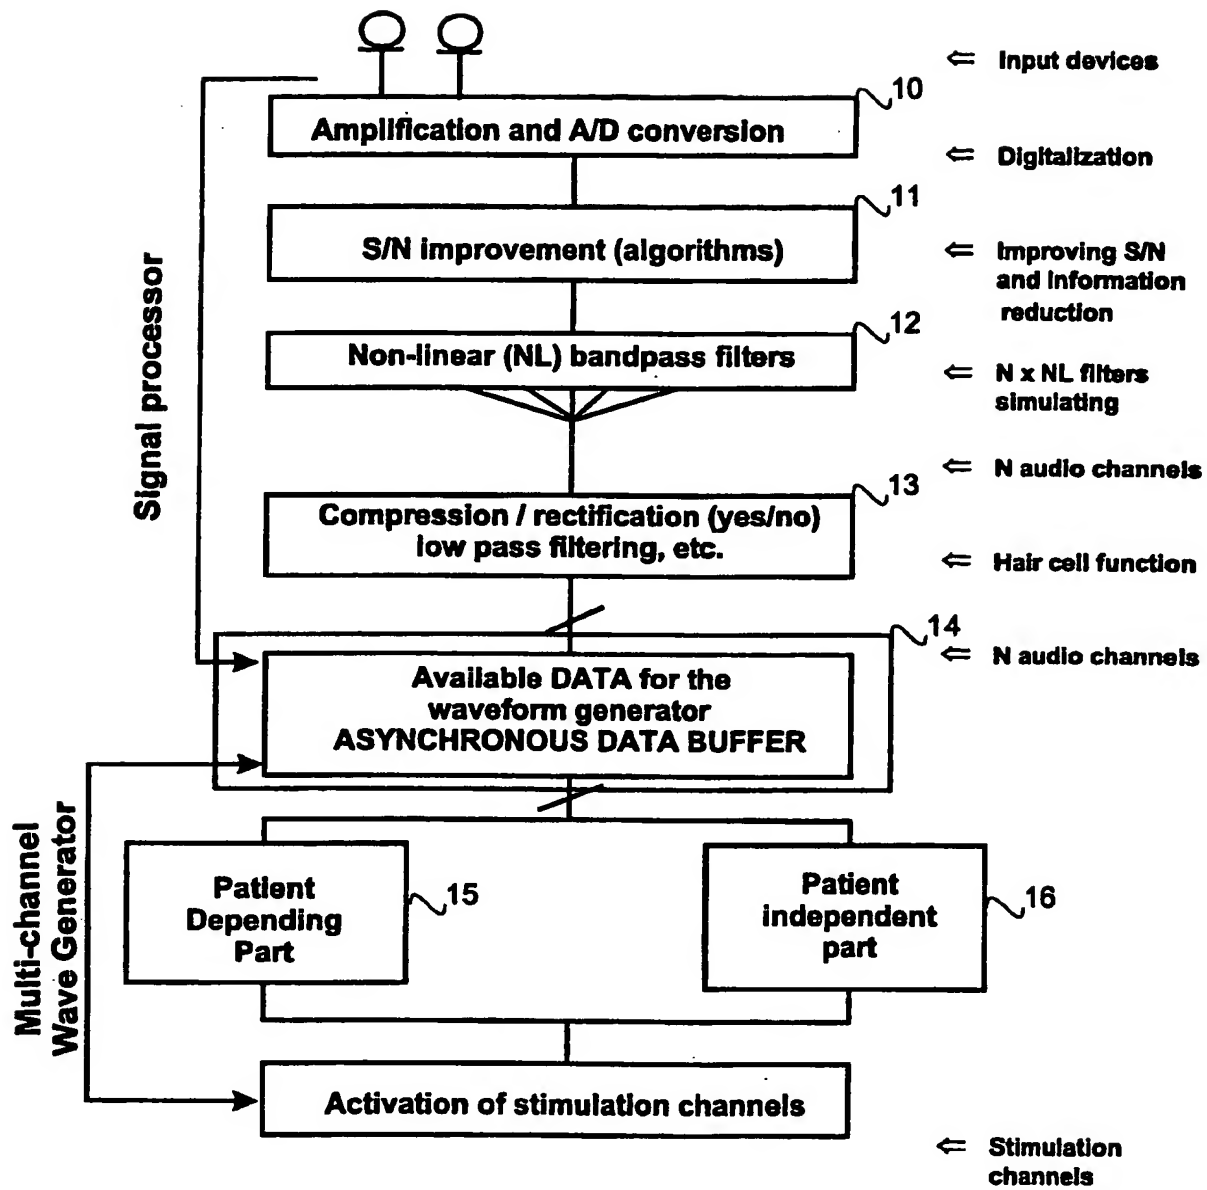 Input devices
10
Amplification and A/D conversion
Digitalization
11
S/N improvement (algorithms)
Improving S/N
and information
reduction
12
Non-linear (NL) bandpass filters
N x NL filters
simulating
N audio channels
13
Compression / rectification (yes/no)
low pass filtering, etc.
Hair cell function
Signal processor
14
N audio channels
Available DATA for the
waveform generator
ASYNCHRONOUS DATA BUFFER
Multi-channel
Wave Generator
Patient
Depending
Part
15
Patient
independent
part
16
Activation of stimulation channels
Stimulation
channels